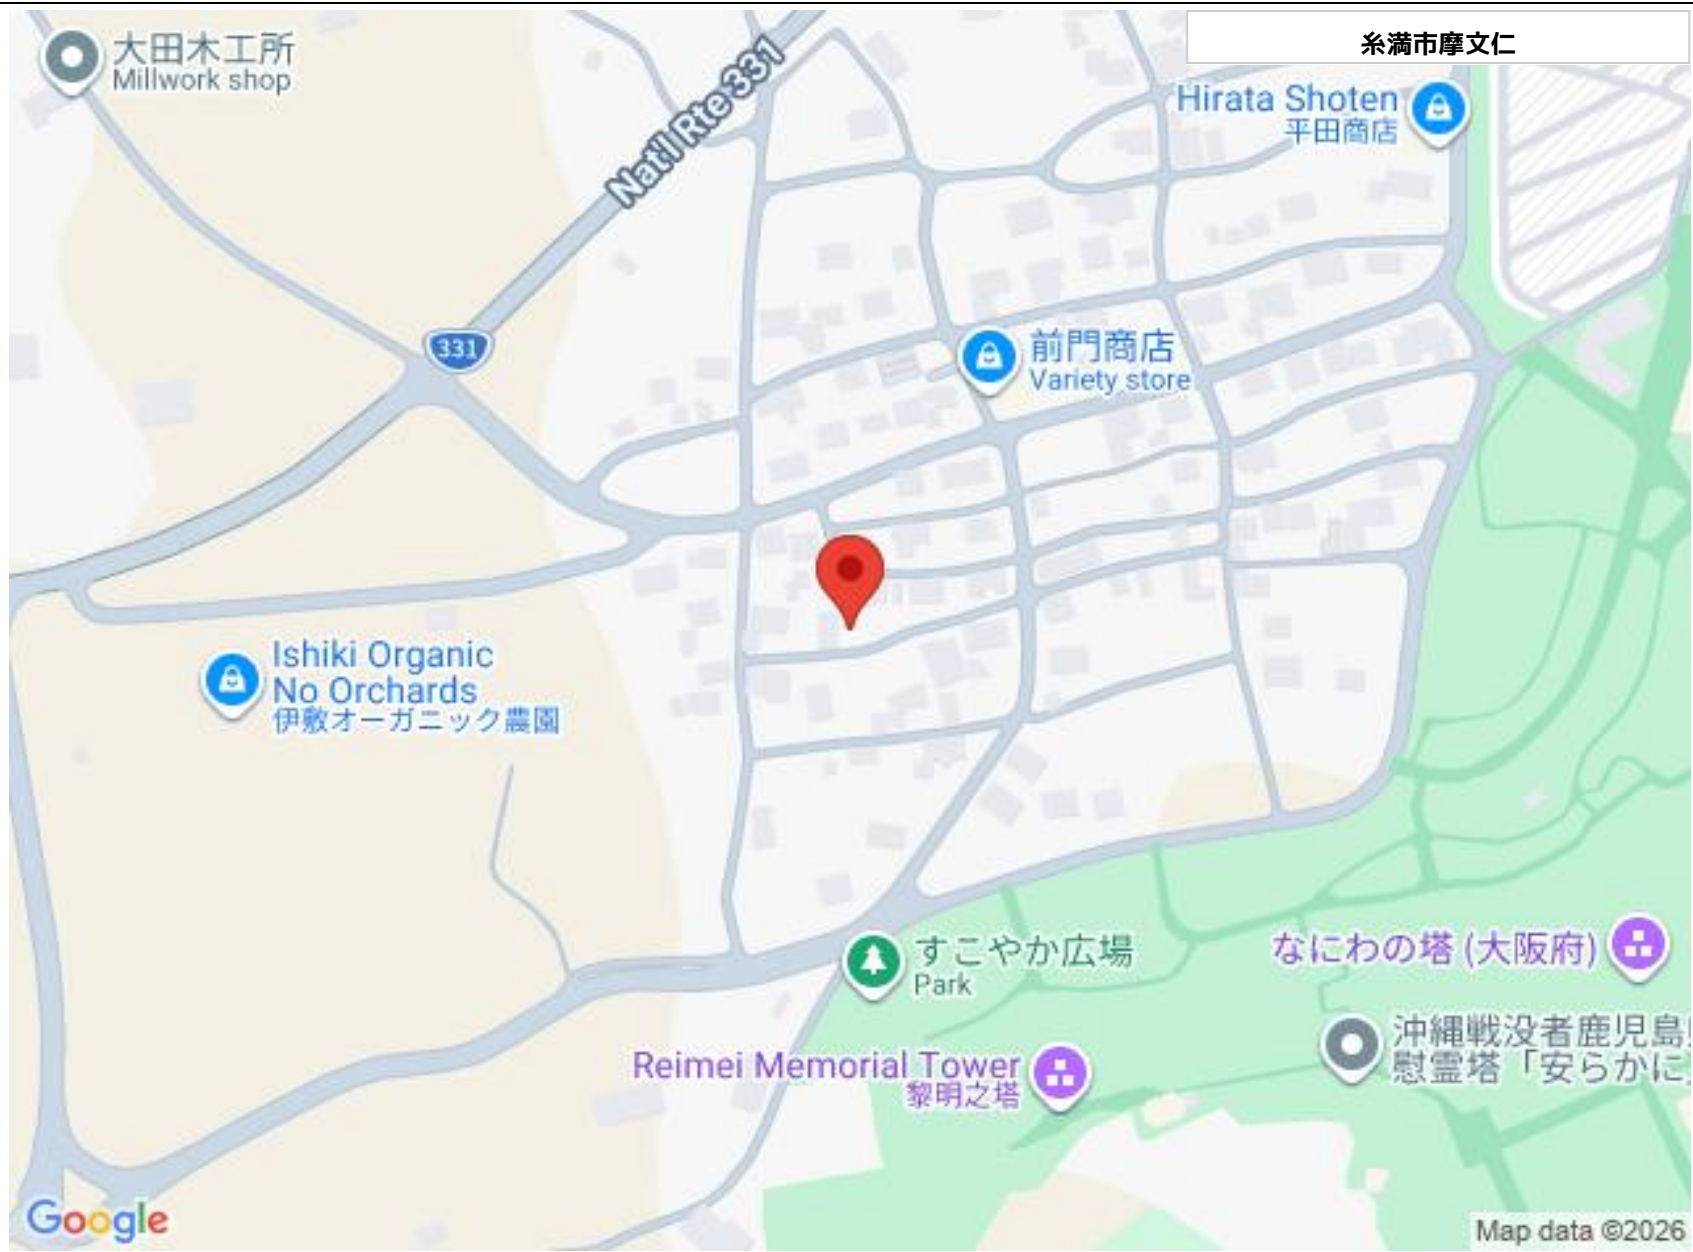 糸満市摩文仁
大田木工所
Millwork shop
Nat'l Rte 331
Hirata Shoten
平田商店
331
前門商店
Variety store
Ishiki Organic
No Orchards
伊敷オーガニック農園
すこやか広場
Park
なにわの塔 (大阪府)
沖縄戦没者鹿児島
慰霊塔「安らかに」
Reimei Memorial Tower
黎明之塔
Google
Map data ©2026